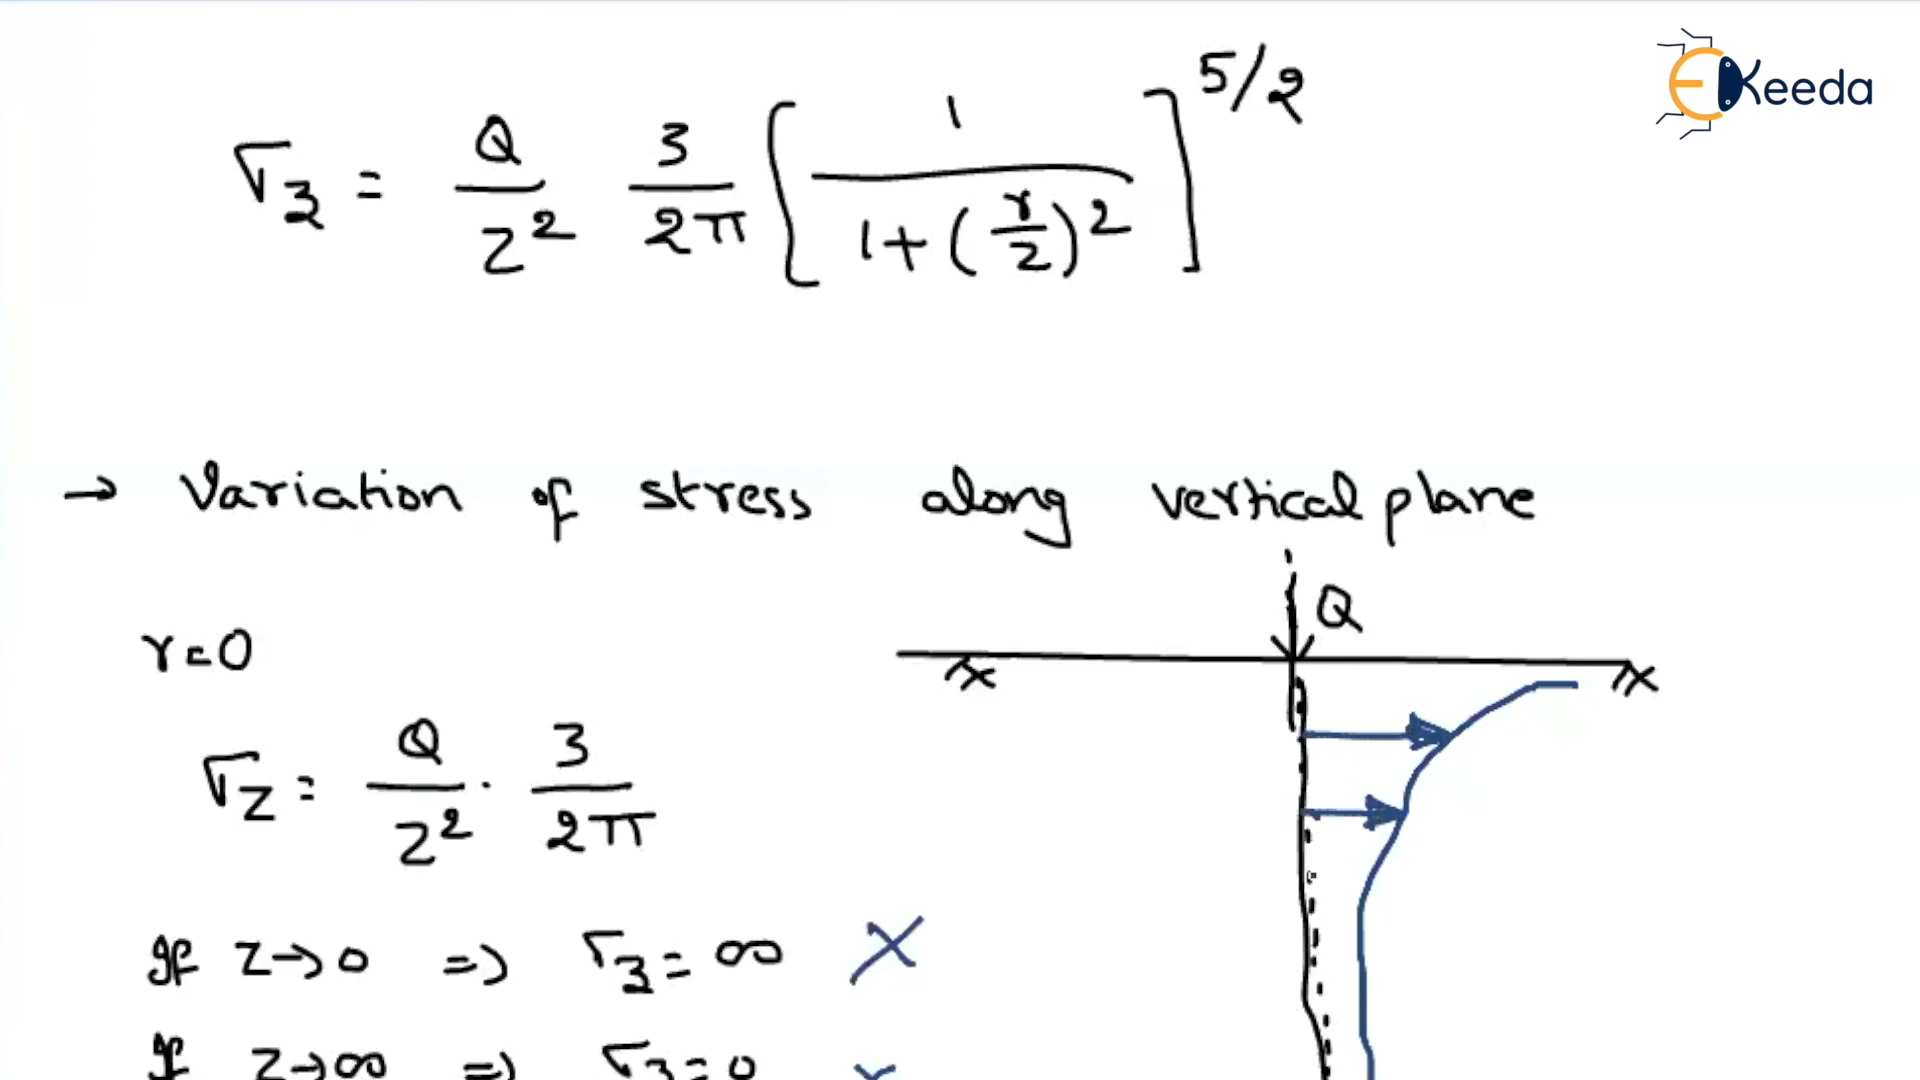 EKeeda
σz = Q/z² 3/2π [1/1+(r/z)²]^5/2
→ Variation of stress along vertical plane
Q
r=0
σz = Q/z² · 3/2π
If z→0 ⇒ σz = ∞ X
If z→∞ ⇒ σz = 0 x